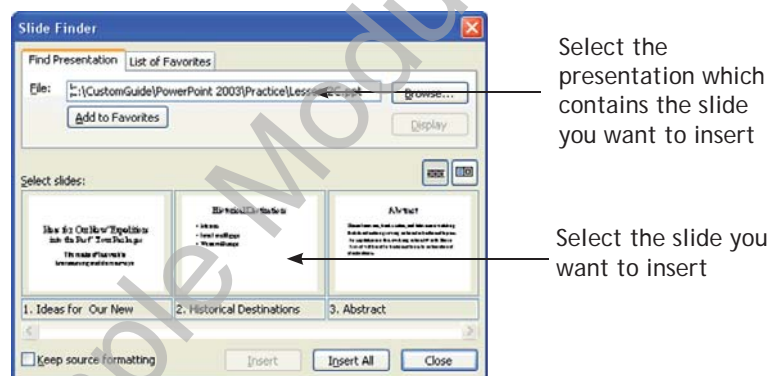 Slide Finder
Find Presentation List of Favorites
File: C:\CustomGuide\PowerPoint 2003\Practice\Lesson Browse...
Add to Favorites Display
Select slides:
Historical Destinations
Abstract
1. Ideas for Our New 2. Historical Destinations 3. Abstract
Keep source formatting Insert Insert All Close
Select the
presentation which
contains the slide
you want to insert
Select the slide you
want to insert